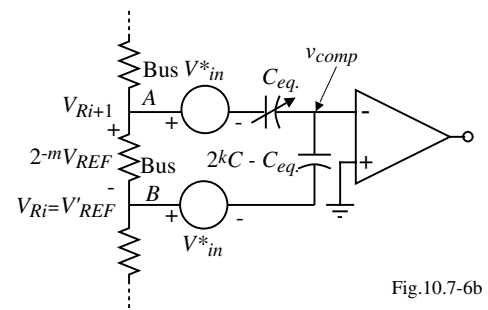 v_comp
Bus V*_in C_eq.
V_Ri+1 A
+ + - -
2^-m V_REF Bus 2^k C - C_eq. +
- B
V_Ri=V'_REF + -
V*_in
Fig.10.7-6b